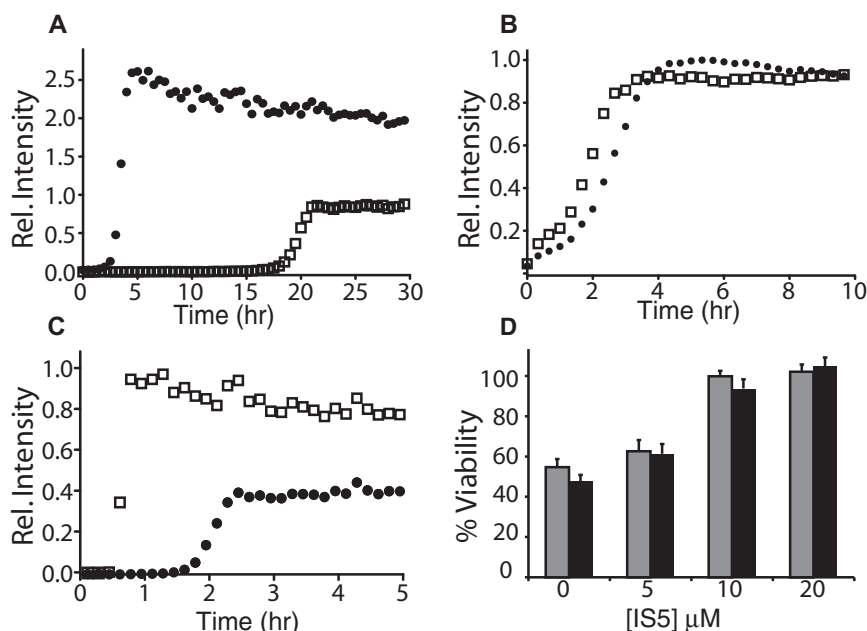 A
Rel. Intensity
2.5
2.0
1.5
1.0
0.5
0.0
0 5 10 15 20 25 30
Time (hr)
B
Rel. Intensity
1.0
0.8
0.6
0.4
0.2
0 2 4 6 8 10
Time (hr)
C
Rel. Intensity
1.0
0.8
0.6
0.4
0.2
0.0
1 2 3 4 5
Time (hr)
D
% Viability
100
80
60
40
20
0
0 5 10 20
[IS5] μM